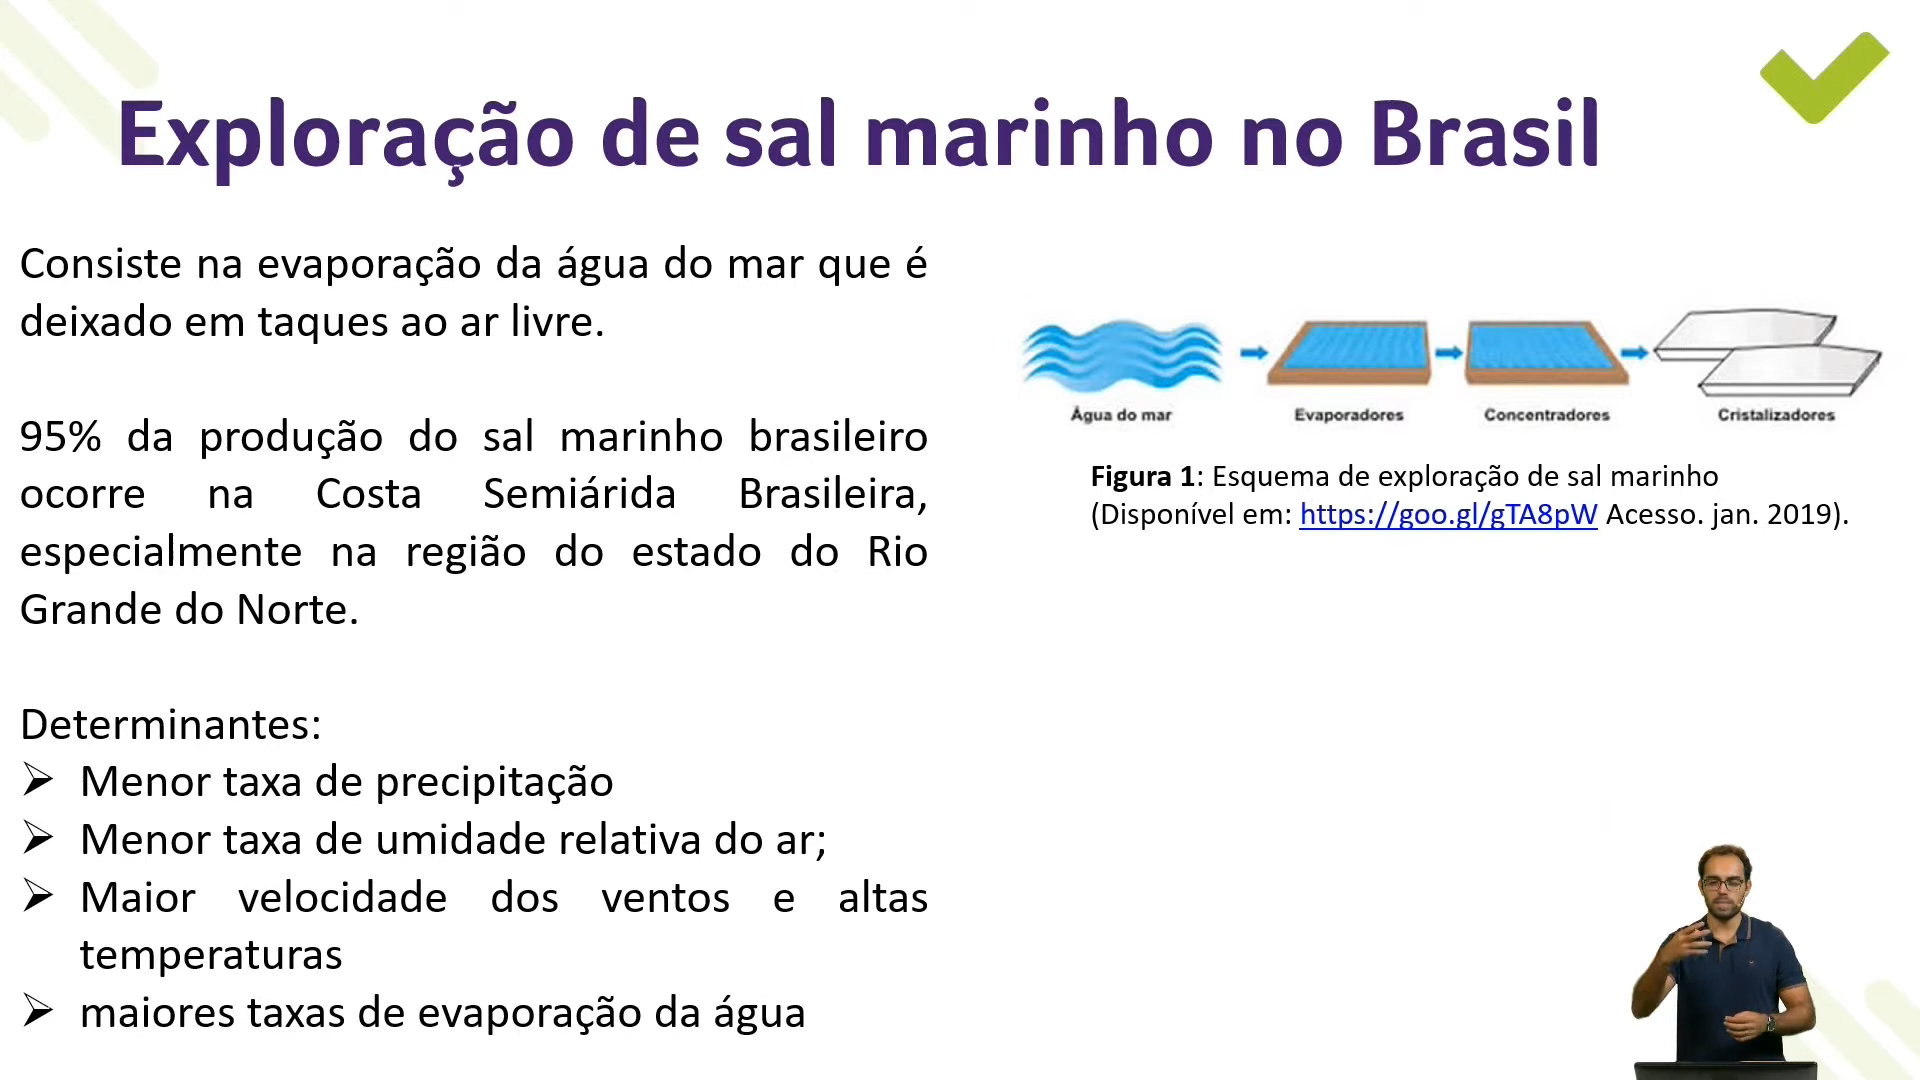 Exploração de sal marinho no Brasil
Consiste na evaporação da água do mar que é
deixado em taques ao ar livre.
95% da produção do sal marinho brasileiro
ocorre na Costa Semiárida Brasileira,
especialmente na região do estado do Rio
Grande do Norte.
Determinantes:
➢ Menor taxa de precipitação
➢ Menor taxa de umidade relativa do ar;
➢ Maior velocidade dos ventos e altas
temperaturas
➢ maiores taxas de evaporação da água
Água do mar
Evaporadores
Concentradores
Cristalizadores
Figura 1: Esquema de exploração de sal marinho
(Disponível em: https://goo.gl/gTA8pW Acesso. jan. 2019).